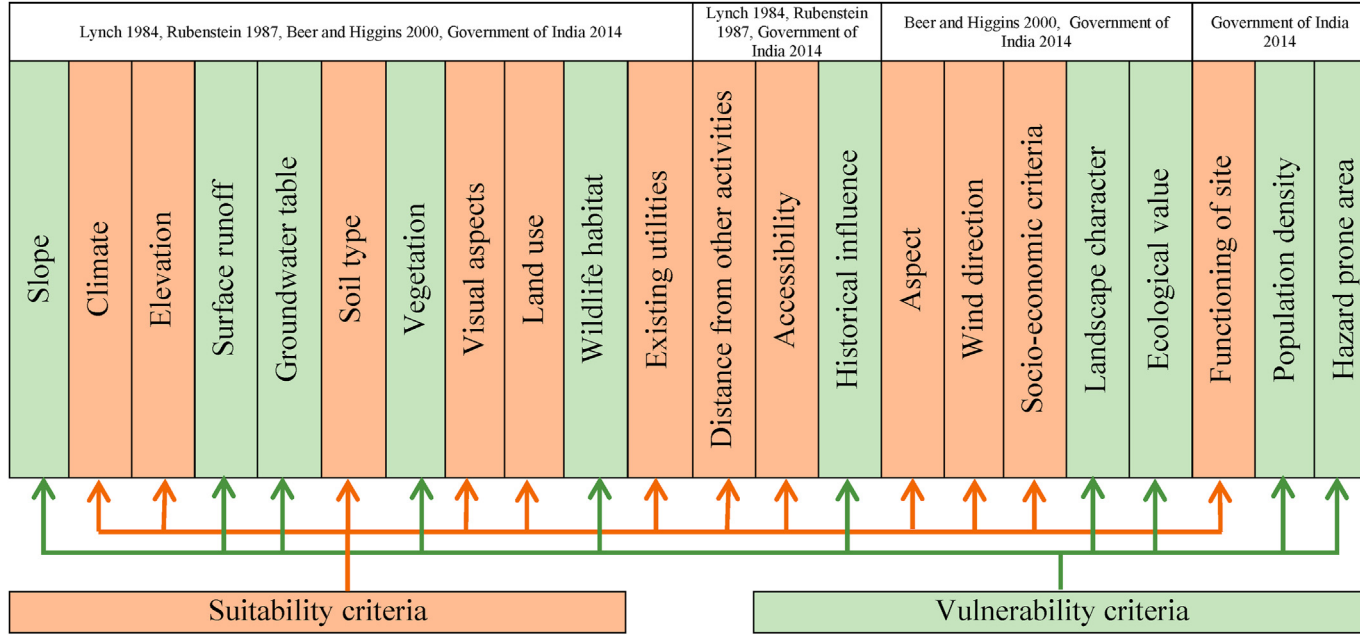 Lynch 1984, Rubenstein 1987, Beer and Higgins 2000, Government of India 2014
Lynch 1984, Rubenstein
1987, Government of
India 2014
Beer and Higgins 2000, Government of
India 2014
Government of India
2014
Slope
Climate
Elevation
Surface runoff
Groundwater table
Soil type
Vegetation
Visual aspects
Land use
Wildlife habitat
Existing utilities
Distance from other activities
Accessibility
Historical influence
Aspect
Wind direction
Socio-economic criteria
Landscape character
Ecological value
Functioning of site
Population density
Hazard prone area
Suitability criteria
Vulnerability criteria